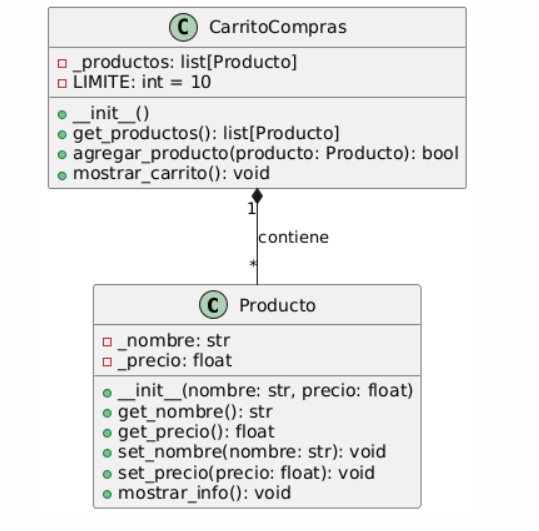 C CarritoCompras
_productos: list[Producto]
LIMITE: int = 10
__init__()
get_productos(): list[Producto]
agregar_producto(producto: Producto): bool
mostrar_carrito(): void
1
contiene
*
C Producto
_nombre: str
_precio: float
__init__(nombre: str, precio: float)
get_nombre(): str
get_precio(): float
set_nombre(nombre: str): void
set_precio(precio: float): void
mostrar_info(): void